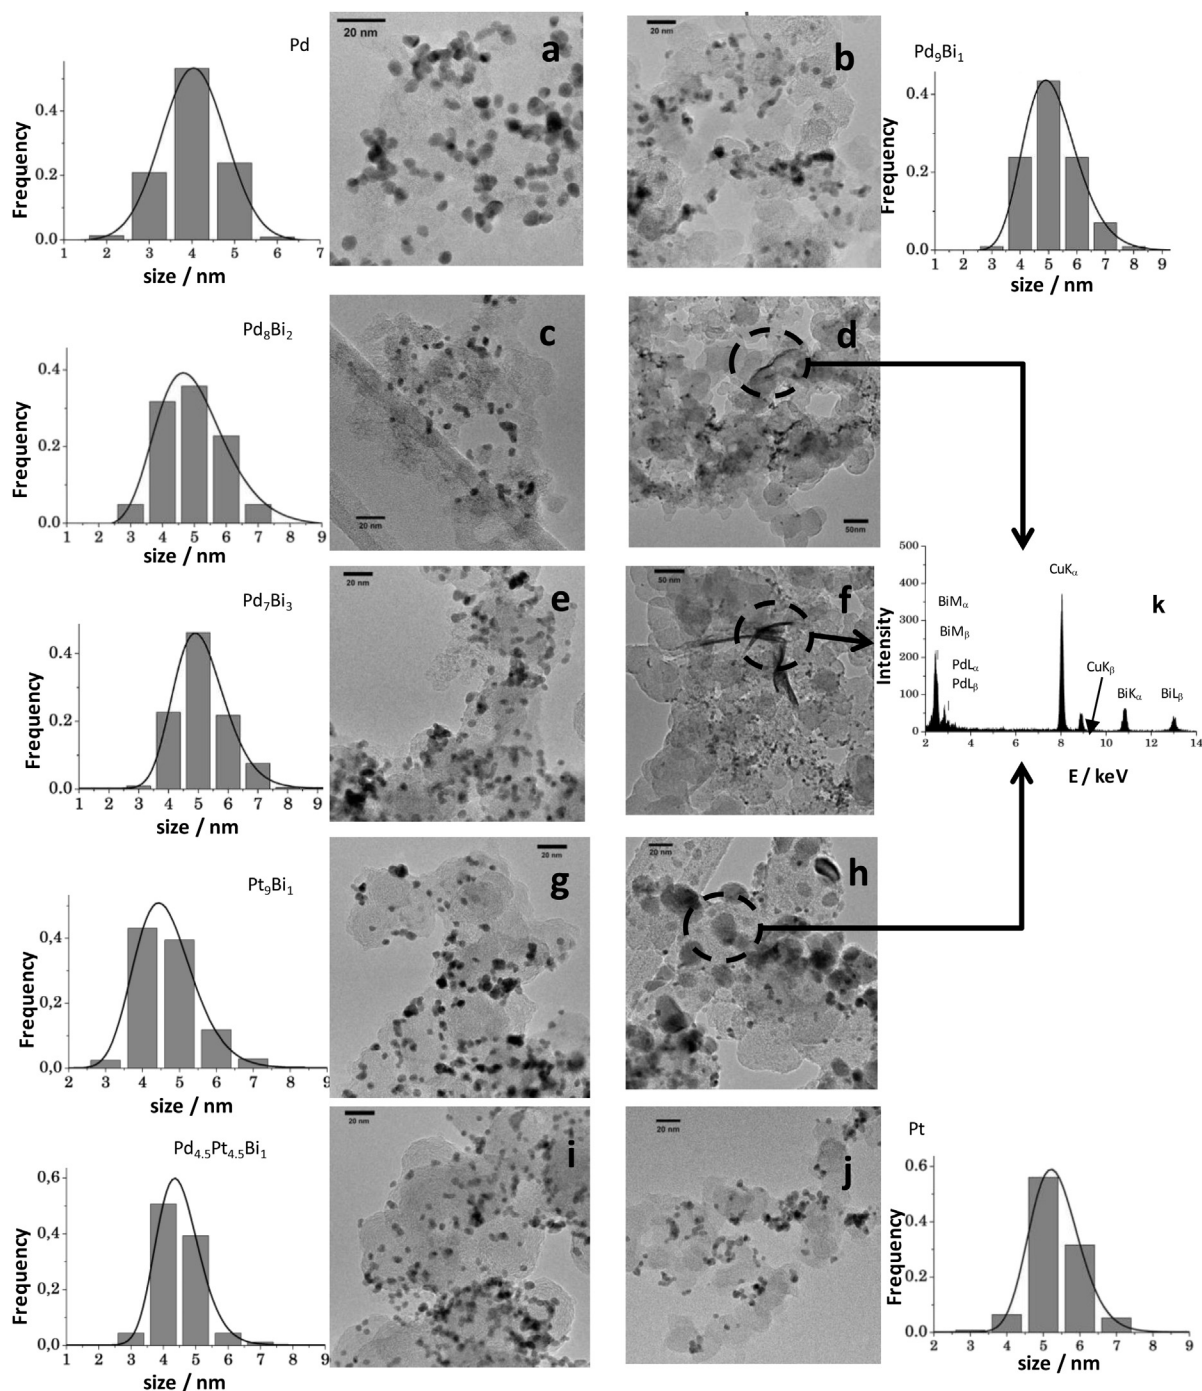 Pd
Frequency
0.4
0.2
0.0
1 2 3 4 5 6 7
size / nm
20 nm
a
20 nm
b
Pd₉Bi₁
Frequency
0.4
0.2
0.0
1 2 3 4 5 6 7 8 9
size / nm
Pd₈Bi₂
Frequency
0.4
0.2
0.0
1 2 3 4 5 6 7 8 9
size / nm
c
20 nm
d
50nm
Pd₇Bi₃
Frequency
0.4
0.2
0.0
1 2 3 4 5 6 7 8 9
size / nm
20 nm
e
50 nm
f
500
400
300
200
100
0
Intensity
BiMα
BiMβ
PdLα
PdLβ
CuKα
CuKβ
BiKα
BiLβ
k
2 4 6 8 10 12 14
E / keV
Pt₉Bi₁
Frequency
0.4
0.2
0.0
2 3 4 5 6 7 8 9
size / nm
20 nm
g
20 nm
h
Pd₄.₅Pt₄.₅Bi₁
Frequency
0.6
0.4
0.2
0.0
1 2 3 4 5 6 7 8 9
size / nm
20 nm
i
20 nm
j
Pt
Frequency
0.6
0.4
0.2
0.0
2 3 4 5 6 7 8 9
size / nm